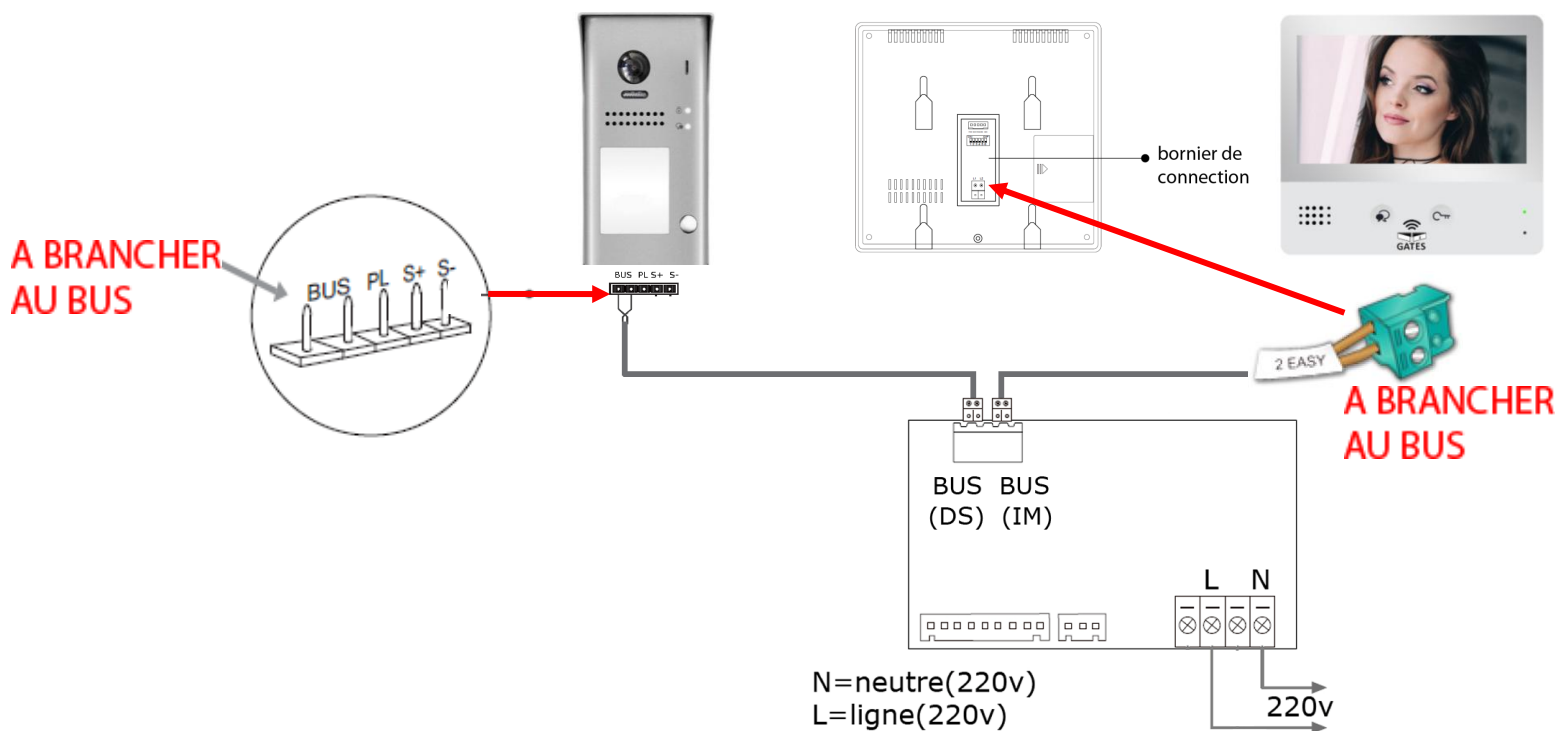 bornier de
connection
GATES
A BRANCHER
AU BUS
BUS PL S+ S-
BUS PL S+ S-
2 EASY
A BRANCHER
AU BUS
BUS BUS
(DS) (IM)
L N
N=neutre(220v)
L=ligne(220v)
220v